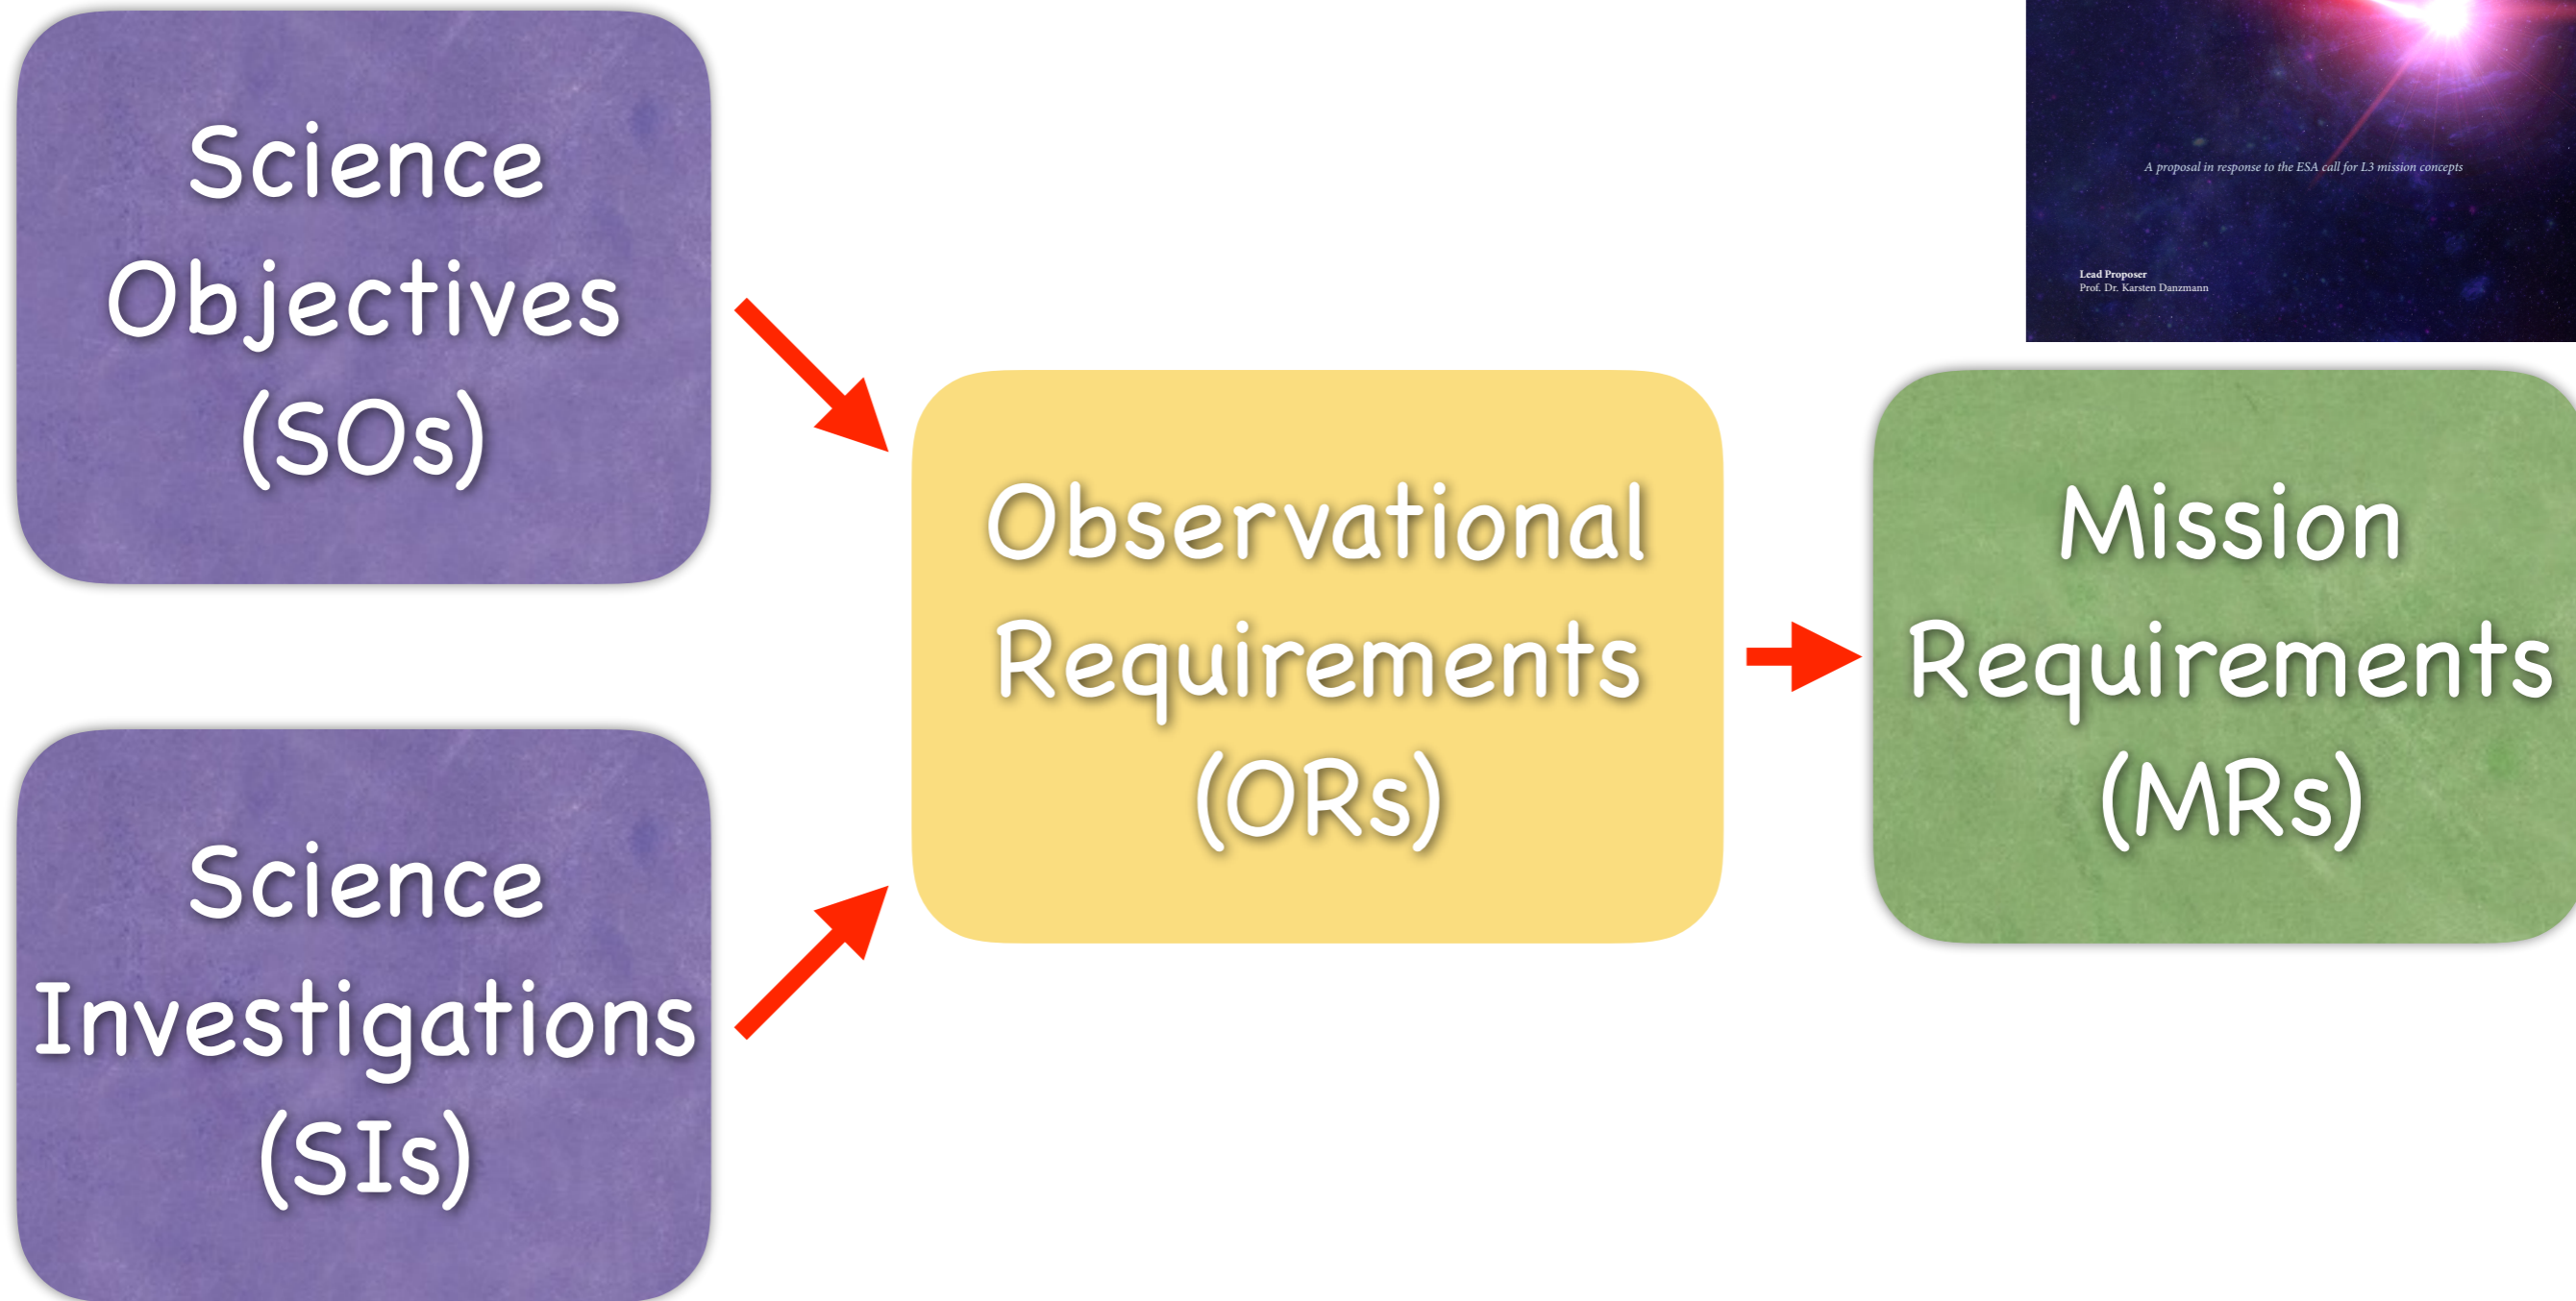 Science
Objectives
(SOs)
A proposal in response to the ESA call for L3 mission concepts
Lead Proposer
Prof. Dr. Karsten Danzmann
Observational
Requirements
(ORs)
Mission
Requirements
(MRs)
Science
Investigations
(SIs)